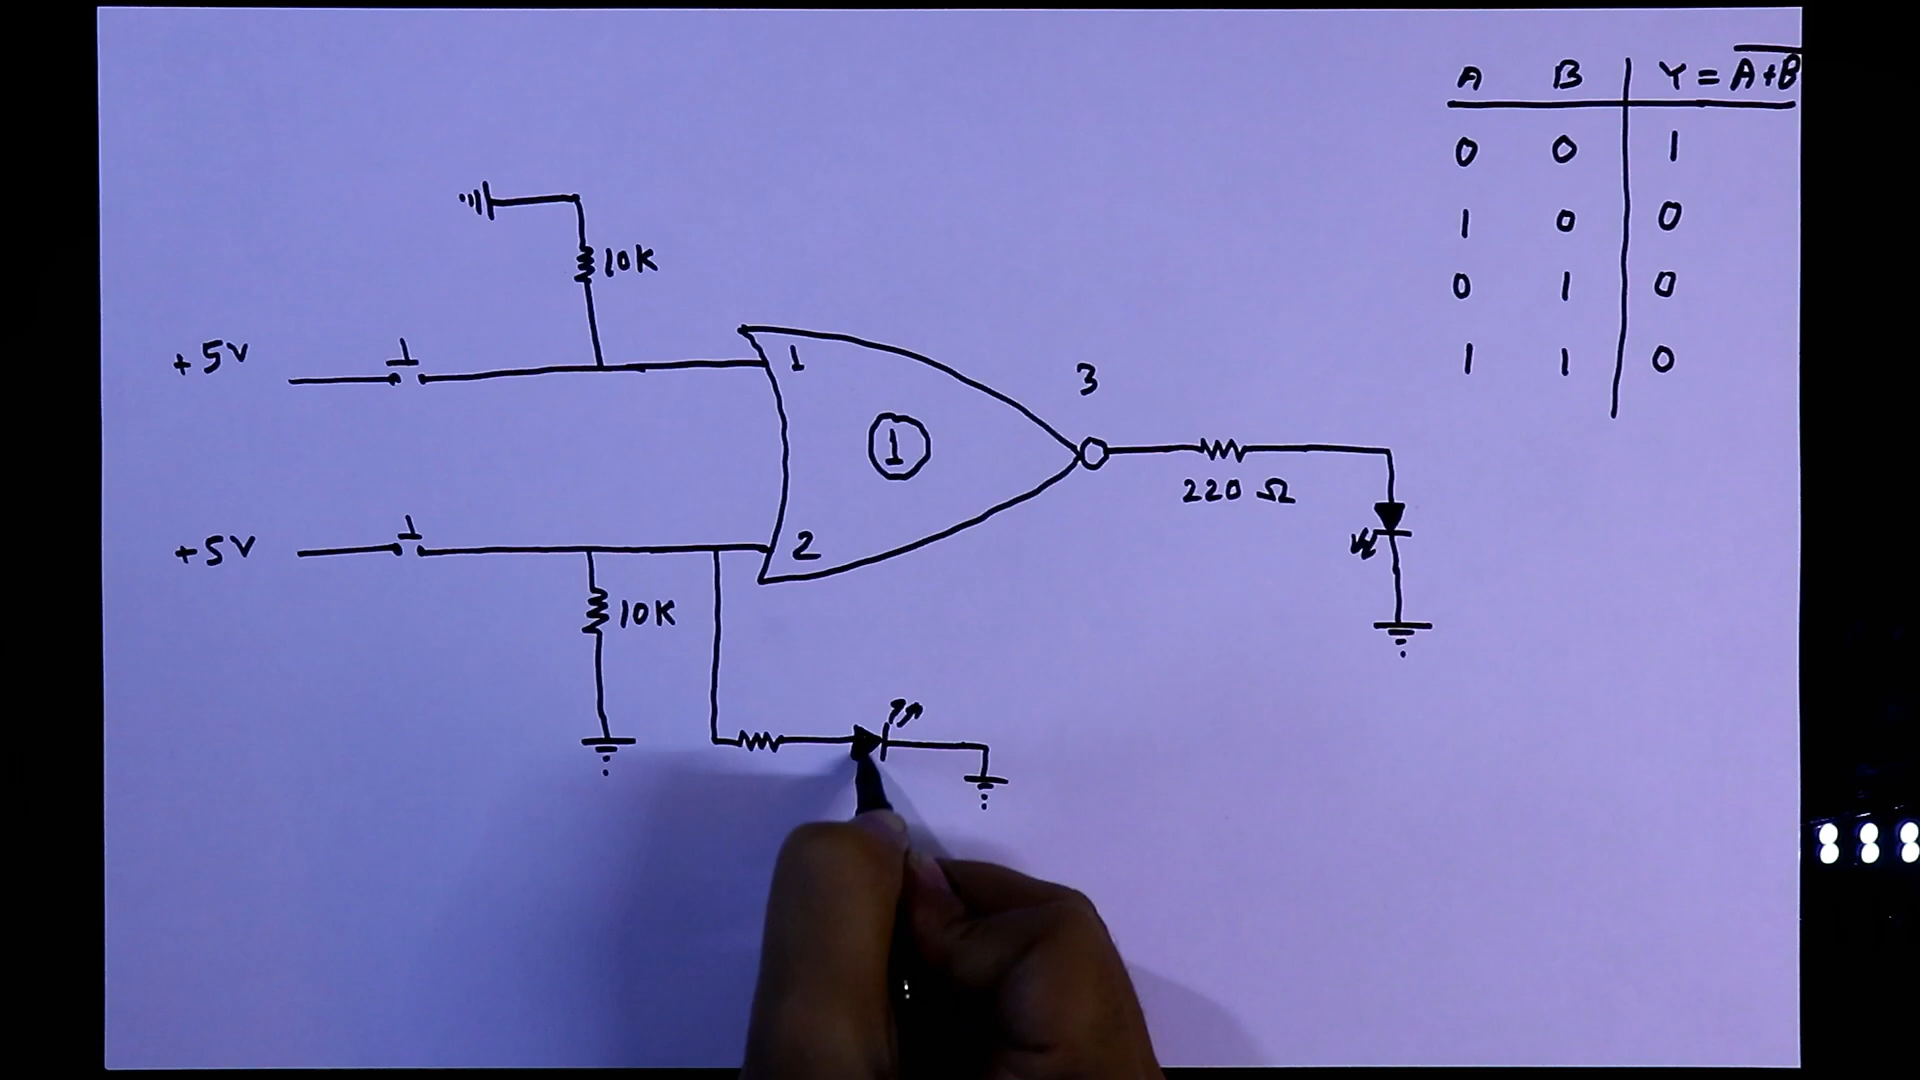 A B Y = A+B
0 0 1
1 0 0
0 1 0
1 1 0
10K
+5V
1
3
1
220 Ω
+5V
2
10K